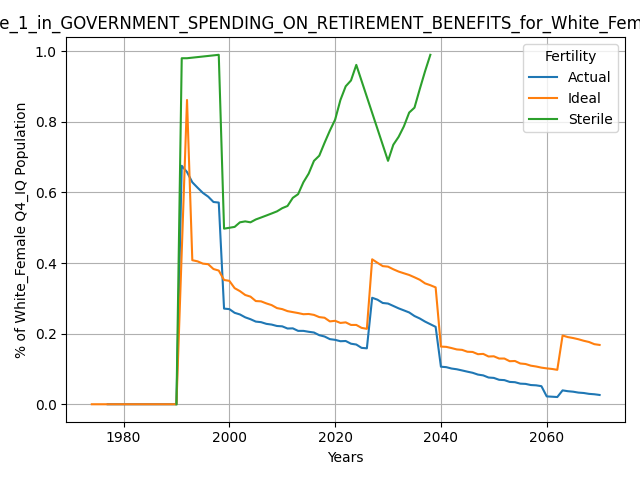 e_1_in_GOVERNMENT_SPENDING_ON_RETIREMENT_BENEFITS_for_White_Fem
Fertility
Actual
Ideal
Sterile
% of White_Female Q4_IQ Population
1.0
0.8
0.6
0.4
0.2
0.0
1980 2000 2020 2040 2060
Years